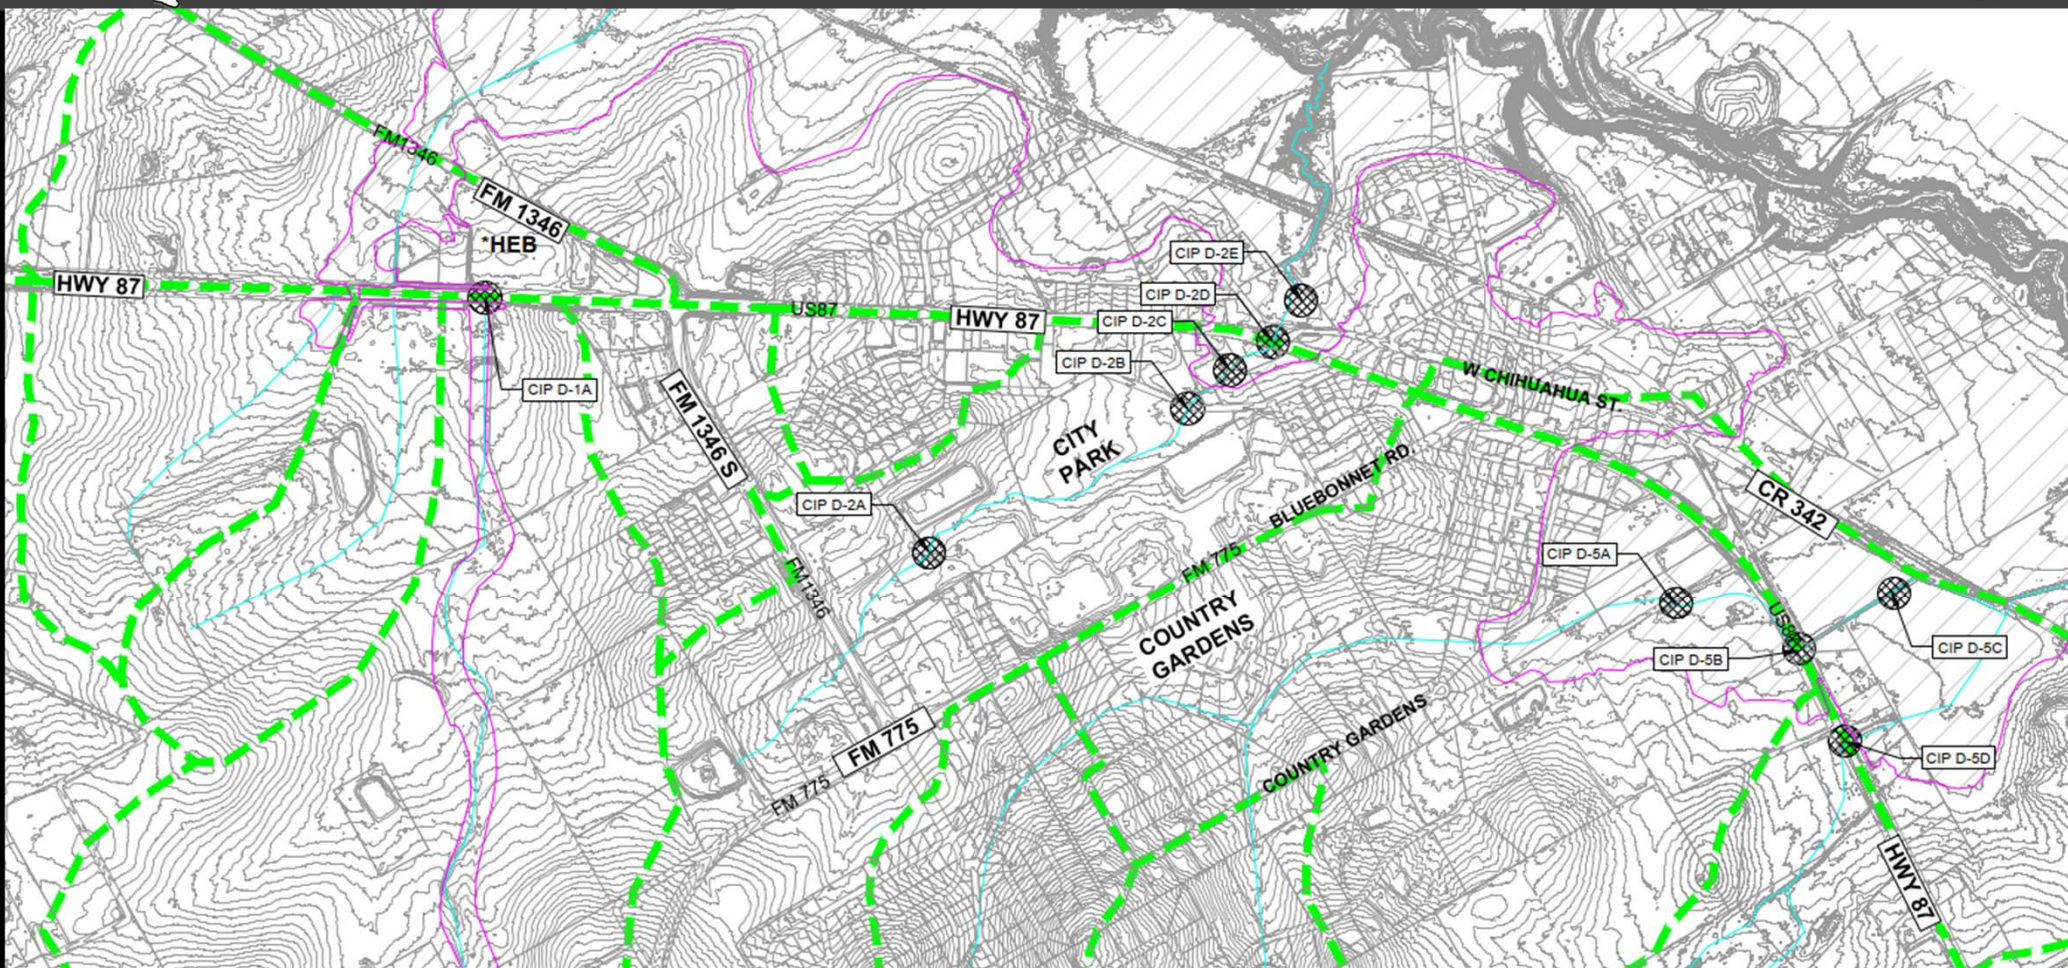 FM1346
FM 1346
*HEB
HWY 87
US87
HWY 87
CIP D-2E
CIP D-2D
CIP D-2C
CIP D-2B
CIP D-1A
W CHIHUAHUA ST.
FM 1346 S
CITY
PARK
BLUEBONNET RD.
CIP D-2A
CR 342
FM 775
CIP D-5A
FM1346
COUNTRY
GARDENS
CIP D-5B
CIP D-5C
FM 775
FM 775
COUNTRY GARDENS
CIP D-5D
HWY 87